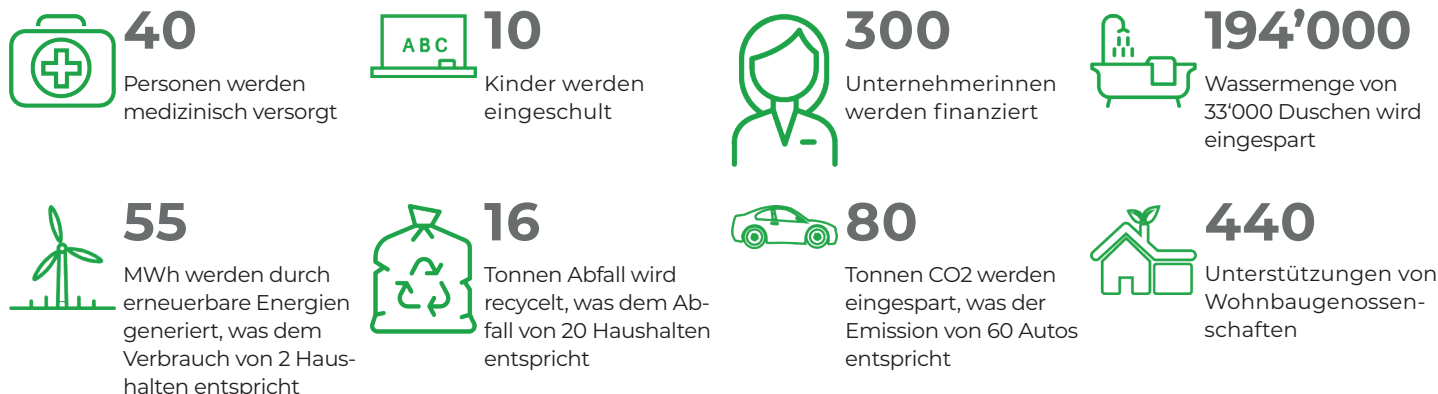 40
Personen werden
medizinisch versorgt
ABC
10
Kinder werden
eingeschult
300
Unternehmerinnen
werden finanziert
194’000
Wassermenge von
33‘000 Duschen wird
eingespart
55
MWh werden durch
erneuerbare Energien
generiert, was dem
Verbrauch von 2 Haus-
halten entspricht
16
Tonnen Abfall wird
recycelt, was dem Ab-
fall von 20 Haushalten
entspricht
80
Tonnen CO2 werden
eingespart, was der
Emission von 60 Autos
entspricht
440
Unterstützungen von
Wohnbaugenossen-
schaften